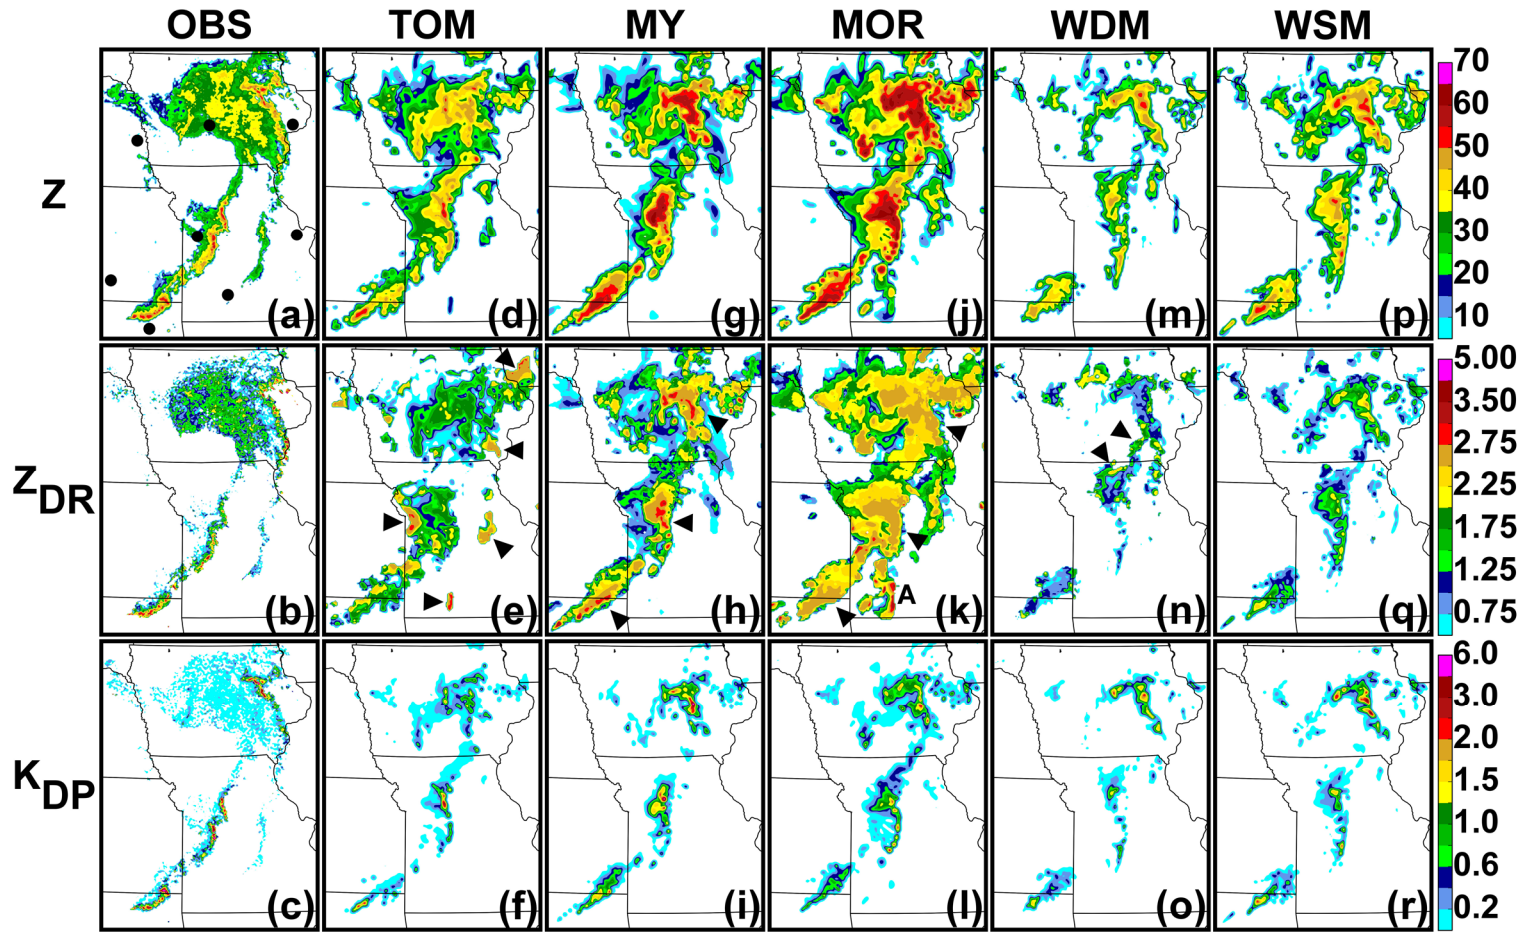 OBS TOM MY MOR WDM WSM
Z
(a) (d) (g) (j) (m) (p)
70
60
50
40
30
20
10
ZDR
A
(b) (e) (h) (k) (n) (q)
5.00
3.50
2.75
2.25
1.75
1.25
0.75
KDP
(c) (f) (i) (l) (o) (r)
6.0
3.0
2.0
1.5
1.0
0.6
0.2